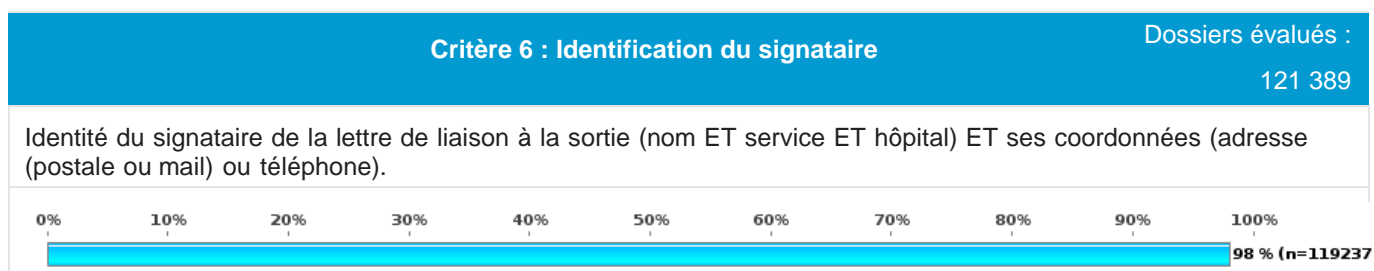 Critère 6 : Identification du signataire
Dossiers évalués :
121 389
Identité du signataire de la lettre de liaison à la sortie (nom ET service ET hôpital) ET ses coordonnées (adresse
(postale ou mail) ou téléphone).
0% 10% 20% 30% 40% 50% 60% 70% 80% 90% 100%
98 % (n=119237